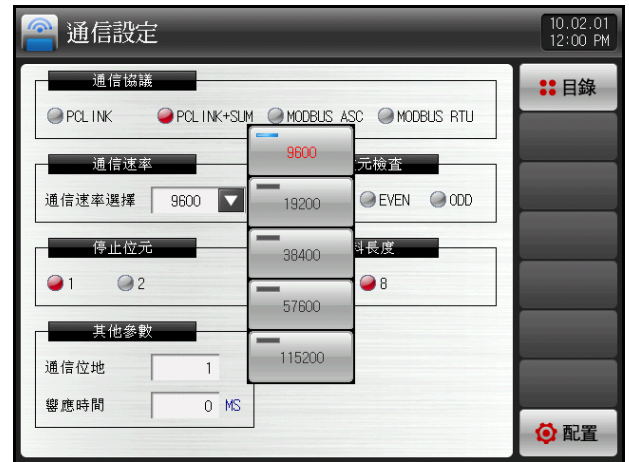 通信設定
10.02.01
12:00 PM
通信協議
PCLINK PCLINK+SUM MODBUS ASC MODBUS RTU
通信速率
元檢查
通信速率選擇 9600
EVEN ODD
9600
19200
38400
57600
115200
停止位元
料長度
1 2
8
其他參數
通信位地 1
響應時間 0 MS
目錄
配置